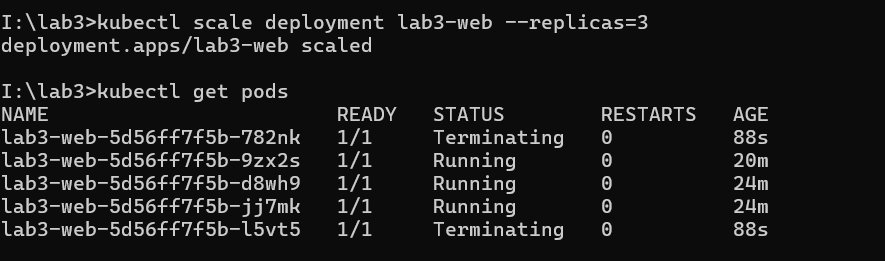 I:\lab3>kubectl scale deployment lab3-web --replicas=3
deployment.apps/lab3-web scaled
I:\lab3>kubectl get pods
NAME READY STATUS RESTARTS AGE
lab3-web-5d56ff7f5b-782nk 1/1 Terminating 0 88s
lab3-web-5d56ff7f5b-9zx2s 1/1 Running 0 20m
lab3-web-5d56ff7f5b-d8wh9 1/1 Running 0 24m
lab3-web-5d56ff7f5b-jj7mk 1/1 Running 0 24m
lab3-web-5d56ff7f5b-l5vt5 1/1 Terminating 0 88s